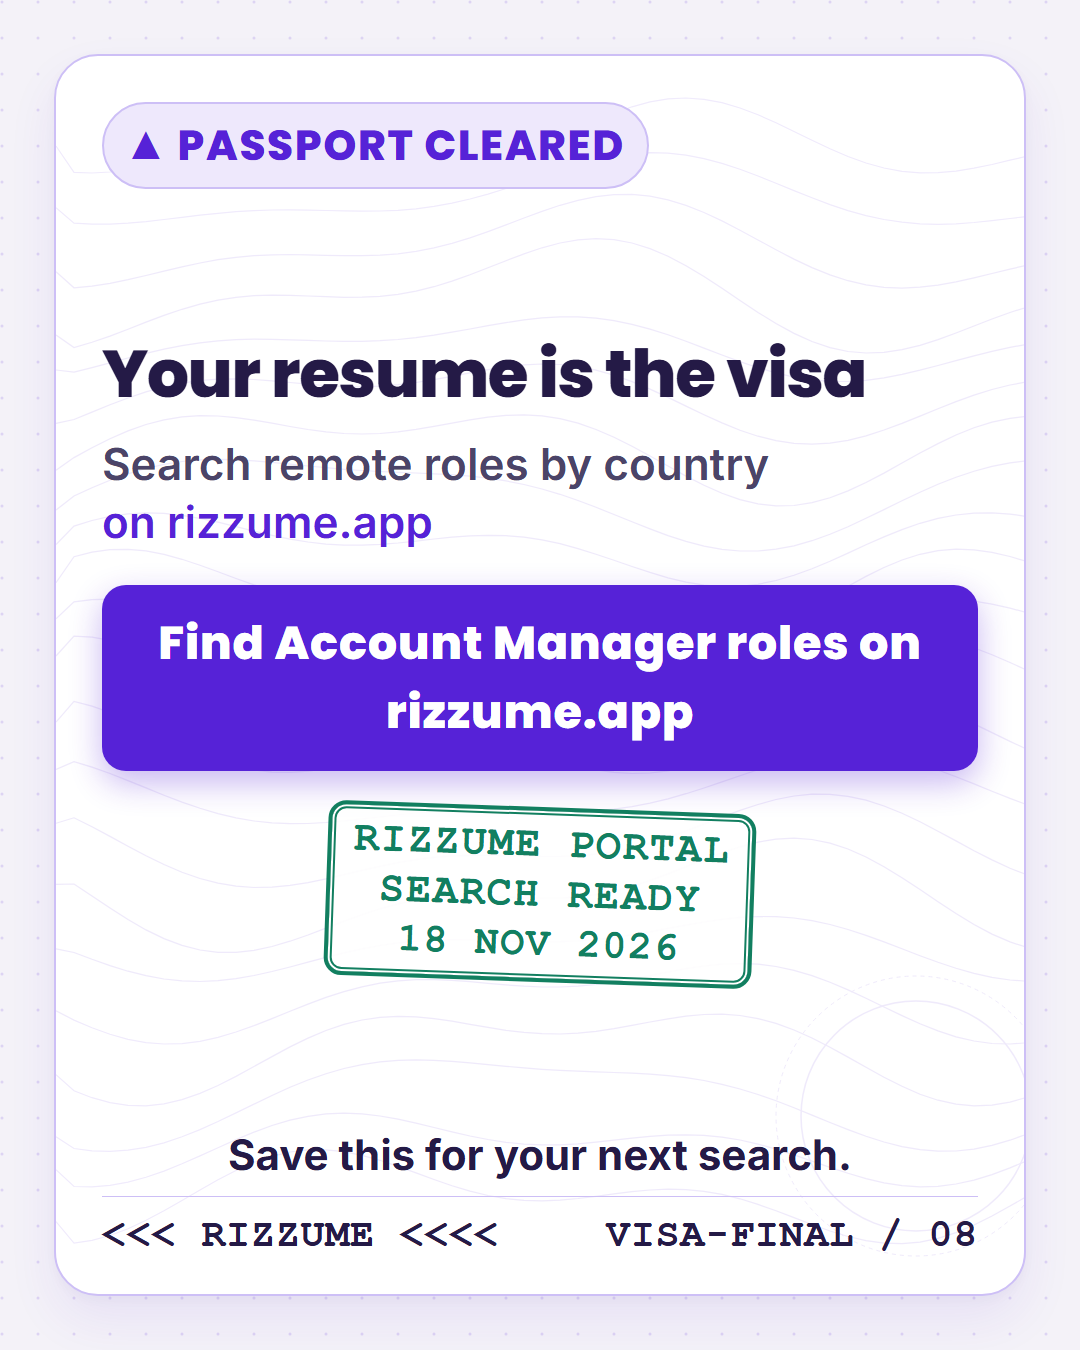 ▲ PASSPORT CLEARED
Your resume is the visa
Search remote roles by country
on rizzume.app
Find Account Manager roles on
rizzume.app
RIZZUME PORTAL
SEARCH READY
18 NOV 2026
Save this for your next search.
<<< RIZZUME <<<< VISA-FINAL / 08